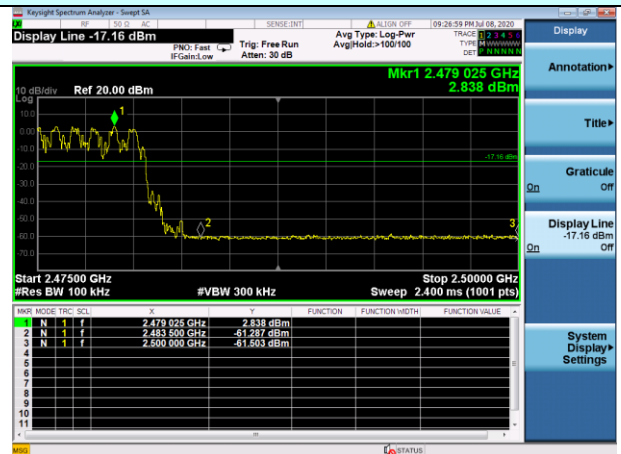 Keysight Spectrum Analyzer - Swept SA
RF 50 Ω AC SENSE:INT ALIGN OFF 09:26:59 PM Jul 08, 2020
Display Line -17.16 dBm
PNO: Fast
IFGain:Low
Trig: Free Run
Atten: 30 dB
Avg Type: Log-Pwr
Avg|Hold:>100/100
TRACE 1 2 3 4 5 6
TYPE M W W W W W
DET P N N N N N
Mkr1 2.479 025 GHz
2.838 dBm
10 dB/div Ref 20.00 dBm
Log
10.0
0.00
-10.0
-20.0
-30.0
-40.0
-50.0
-60.0
-70.0
1
-17.16 dBm
2
3
Start 2.47500 GHz Stop 2.50000 GHz
#Res BW 100 kHz #VBW 300 kHz Sweep 2.400 ms (1001 pts)
MKR MODE TRC SCL X Y FUNCTION FUNCTION WIDTH FUNCTION VALUE
1 N 1 f 2.479 025 GHz 2.838 dBm
2 N 1 f 2.483 500 GHz -61.287 dBm
3 N 1 f 2.500 000 GHz -61.503 dBm
4
5
6
7
8
9
10
11
MSG STATUS
Display
Annotation
Title
Graticule
On Off
Display Line
-17.16 dBm
On Off
System
Display
Settings